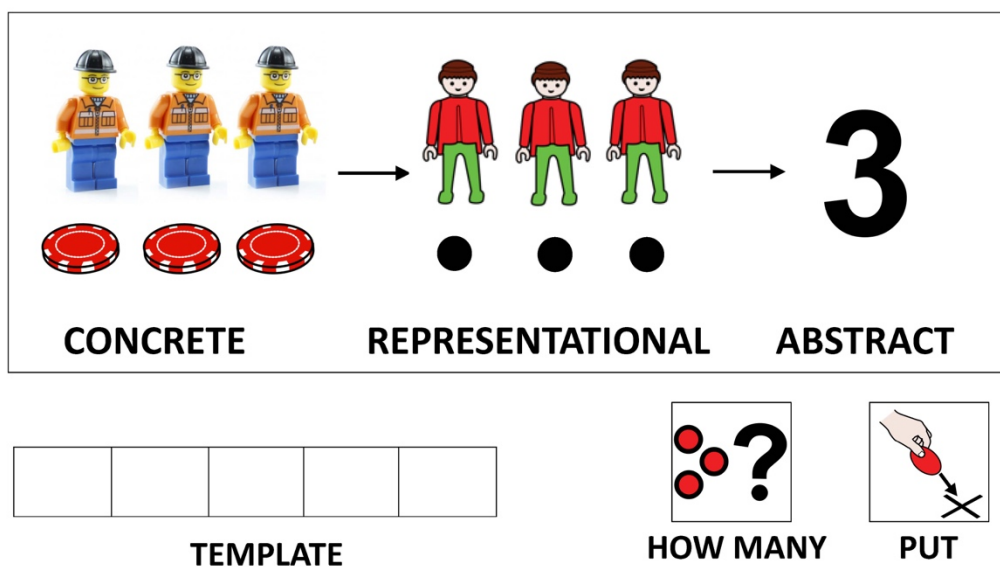 3
CONCRETE REPRESENTATIONAL ABSTRACT
?
TEMPLATE HOW MANY PUT